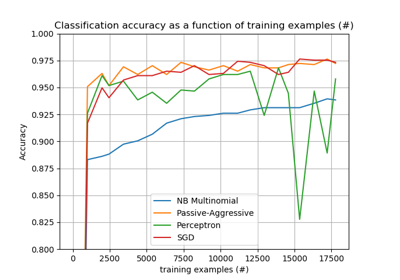 Classification accuracy as a function of training examples (#)
1.000
0.975
0.950
0.925
0.900
0.875
0.850
0.825
0.800
Accuracy
NB Multinomial
Passive-Aggressive
Perceptron
SGD
0 2500 5000 7500 10000 12500 15000 17500
training examples (#)